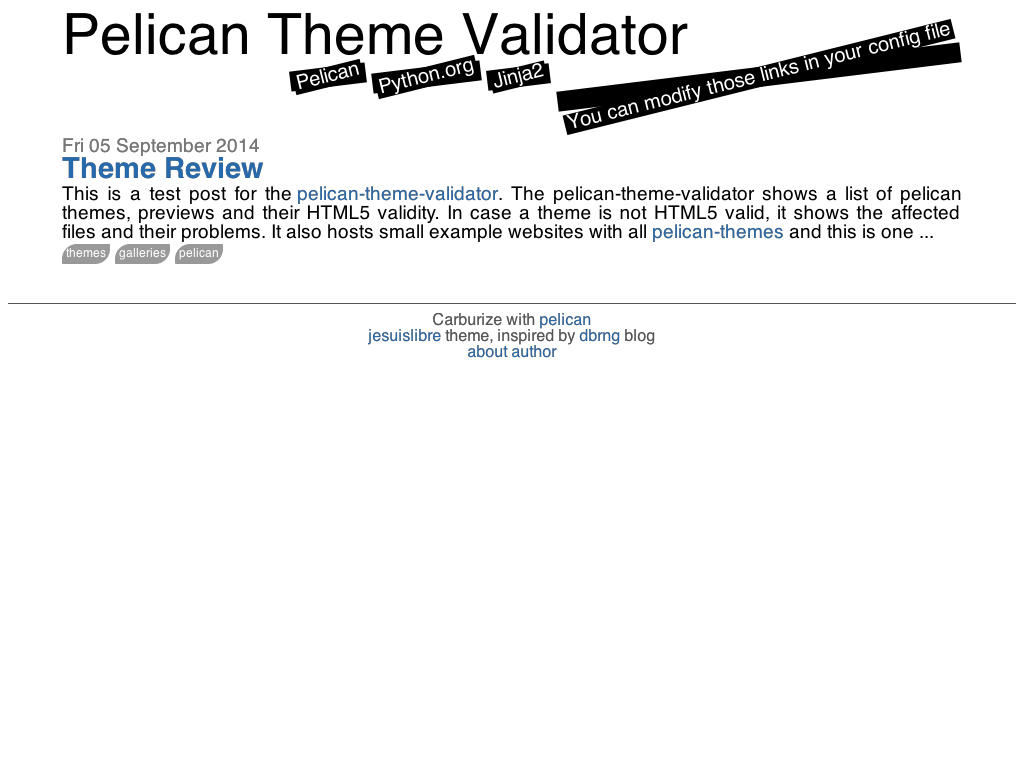 Pelican Theme Validator
Pelican
Python.org
Jinja2
You can modify those links in your config file
Fri 05 September 2014
Theme Review
This is a test post for the pelican-theme-validator. The pelican-theme-validator shows a list of pelican
themes, previews and their HTML5 validity. In case a theme is not HTML5 valid, it shows the affected
files and their problems. It also hosts small example websites with all pelican-themes and this is one ...
themes galleries pelican
Carburize with pelican
jesuislibre theme, inspired by dbrng blog
about author